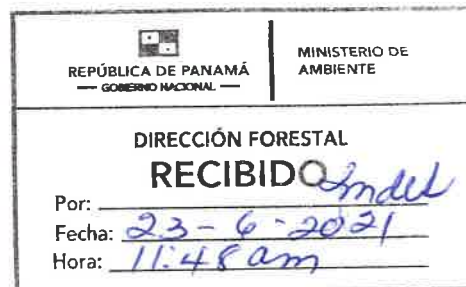 REPÚBLICA DE PANAMÁ
— GOBIERNO NACIONAL —
MINISTERIO DE
AMBIENTE
DIRECCIÓN FORESTAL
RECIBIDO
Por:
Fecha: 23-6-2021
Hora: 11:48 am